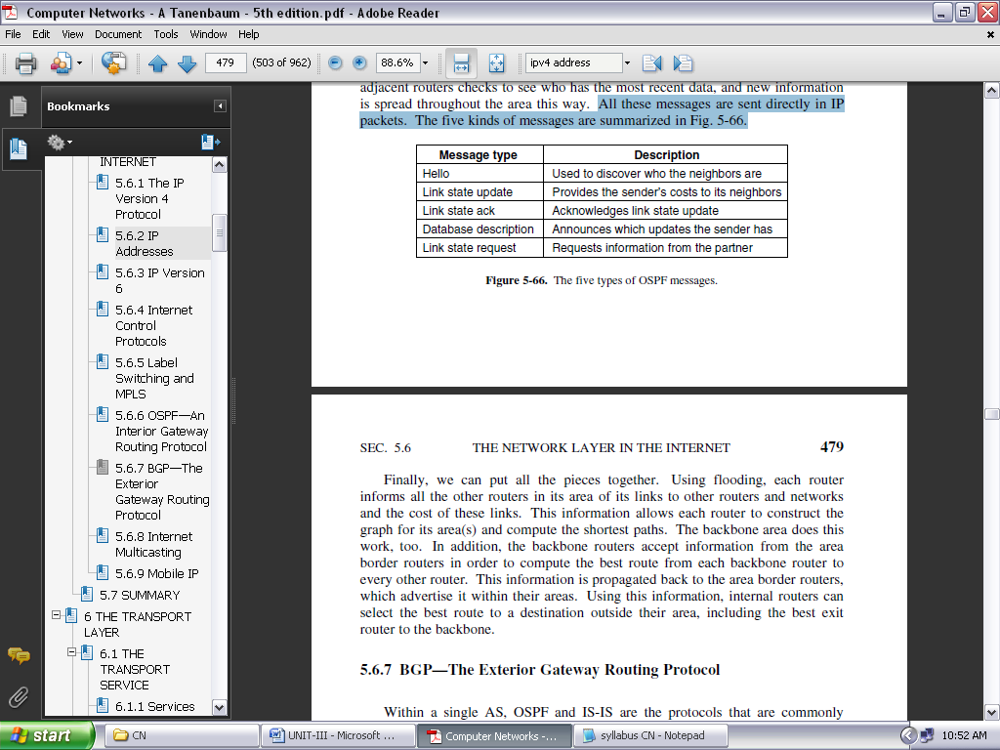 Computer Networks - A Tanenbaum - 5th edition.pdf - Adobe Reader
File Edit View Document Tools Window Help
479 (503 of 962) 88.6% ipv4 address
Bookmarks
INTERNET
5.6.1 The IP
Version 4
Protocol
5.6.2 IP
Addresses
5.6.3 IP Version
6
5.6.4 Internet
Control
Protocols
5.6.5 Label
Switching and
MPLS
5.6.6 OSPF—An
Interior Gateway
Routing Protocol
5.6.7 BGP—The
Exterior
Gateway Routing
Protocol
5.6.8 Internet
Multicasting
5.6.9 Mobile IP
5.7 SUMMARY
6 THE TRANSPORT
LAYER
6.1 THE
TRANSPORT
SERVICE
6.1.1 Services
adjacent routers checks to see who has the most recent data, and new information
is spread throughout the area this way. All these messages are sent directly in IP
packets. The five kinds of messages are summarized in Fig. 5-66.
Message type Description
Hello Used to discover who the neighbors are
Link state update Provides the sender's costs to its neighbors
Link state ack Acknowledges link state update
Database description Announces which updates the sender has
Link state request Requests information from the partner
Figure 5-66. The five types of OSPF messages.
SEC. 5.6 THE NETWORK LAYER IN THE INTERNET 479
Finally, we can put all the pieces together. Using flooding, each router
informs all the other routers in its area of its links to other routers and networks
and the cost of these links. This information allows each router to construct the
graph for its area(s) and compute the shortest paths. The backbone area does this
work, too. In addition, the backbone routers accept information from the area
border routers in order to compute the best route from each backbone router to
every other router. This information is propagated back to the area border routers,
which advertise it within their areas. Using this information, internal routers can
select the best route to a destination outside their area, including the best exit
router to the backbone.
5.6.7 BGP—The Exterior Gateway Routing Protocol
Within a single AS, OSPF and IS-IS are the protocols that are commonly
start CN UNIT-III - Microsoft ... Computer Networks -... syllabus CN - Notepad 10:52 AM